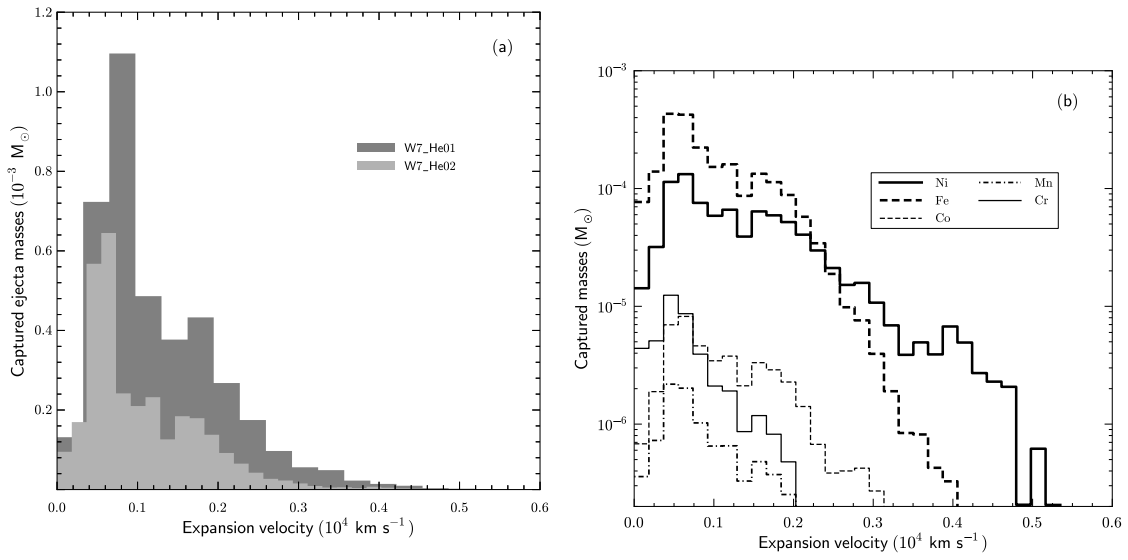 1.2
1.0
0.8
0.6
0.4
0.2
Captured ejecta masses (10⁻³ M⊙)
(a)
W7_He01
W7_He02
0.0 0.1 0.2 0.3 0.4 0.5 0.6
Expansion velocity (10⁴ km s⁻¹)
10⁻³
10⁻⁴
10⁻⁵
10⁻⁶
Captured masses (M⊙)
(b)
Ni Mn
Fe Cr
Co
0.0 0.1 0.2 0.3 0.4 0.5 0.6
Expansion velocity (10⁴ km s⁻¹)